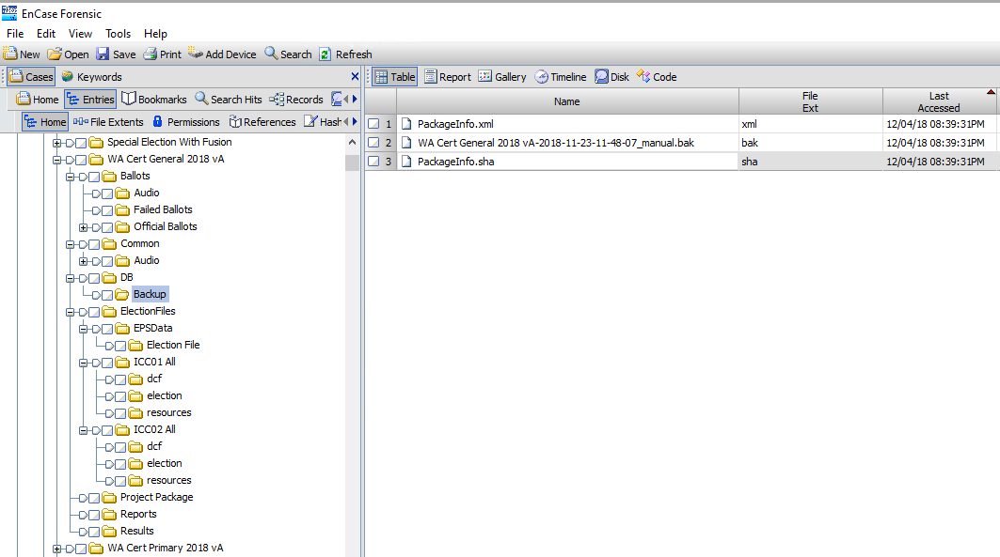 EnCase Forensic
File Edit View Tools Help
New Open Save Print Add Device Search Refresh
Cases Keywords
Home Entries Bookmarks Search Hits Records
Home File Extents Permissions References Hash
Special Election With Fusion
WA Cert General 2018 vA
Ballots
Audio
Failed Ballots
Official Ballots
Common
Audio
DB
Backup
ElectionFiles
EPSData
Election File
ICC01 All
dcf
election
resources
ICC02 All
dcf
election
resources
Project Package
Reports
Results
WA Cert Primary 2018 vA
Table Report Gallery Timeline Disk Code
Name File Ext Last Accessed
1 PackageInfo.xml xml 12/04/18 08:39:31PM
2 WA Cert General 2018 vA-2018-11-23-11-48-07_manual.bak bak 12/04/18 08:39:31PM
3 PackageInfo.sha sha 12/04/18 08:39:31PM